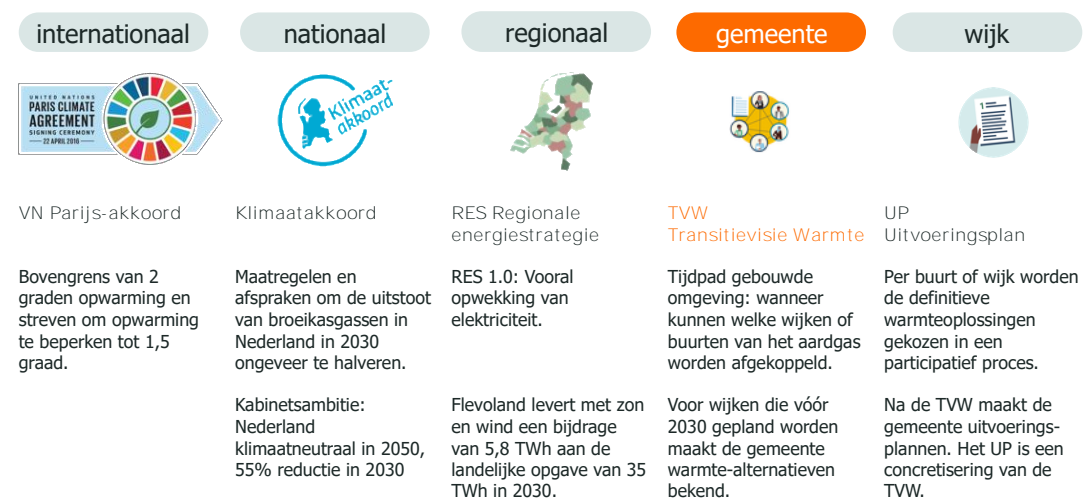 internationaal
nationaal
regionaal
gemeente
wijk
UNITED NATIONS
PARIS CLIMATE
AGREEMENT
SIGNING CEREMONY
22 APRIL 2016
Klimaat-
akkoord
1
VN Parijs-akkoord
Bovengrens van 2
graden opwarming en
streven om opwarming
te beperken tot 1,5
graad.
Klimaatakkoord
Maatregelen en
afspraken om de uitstoot
van broeikasgassen in
Nederland in 2030
ongeveer te halveren.
Kabinetsambitie:
Nederland
klimaatneutraal in 2050,
55% reductie in 2030
RES Regionale
energiestrategie
RES 1.0: Vooral
opwekking van
elektriciteit.
Flevoland levert met zon
en wind een bijdrage
van 5,8 TWh aan de
landelijke opgave van 35
TWh in 2030.
TVW
Transitievisie Warmte
Tijdpad gebouwde
omgeving: wanneer
kunnen welke wijken of
buurten van het aardgas
worden afgekoppeld.
Voor wijken die vóór
2030 gepland worden
maakt de gemeente
warmte-alternatieven
bekend.
UP
Uitvoeringsplan
Per buurt of wijk worden
de definitieve
warmteoplossingen
gekozen in een
participatief proces.
Na de TVW maakt de
gemeente uitvoerings-
plannen. Het UP is een
concretisering van de
TVW.